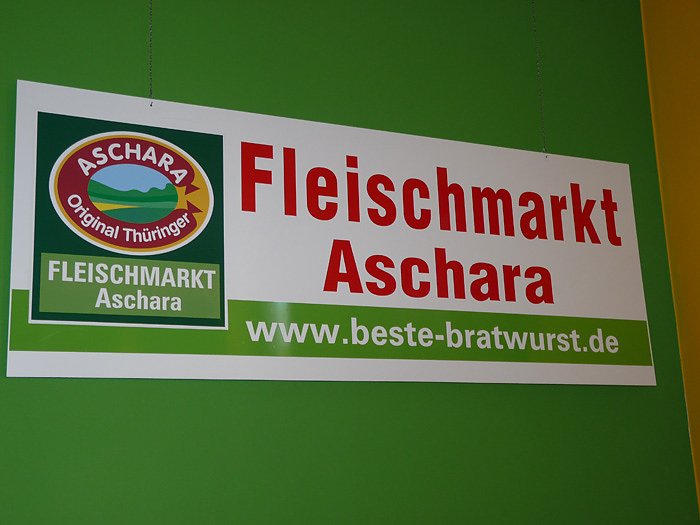 ASCHARA
Original Thüringer
FLEISCHMARKT
Aschara
Fleischmarkt
Aschara
www.beste-bratwurst.de